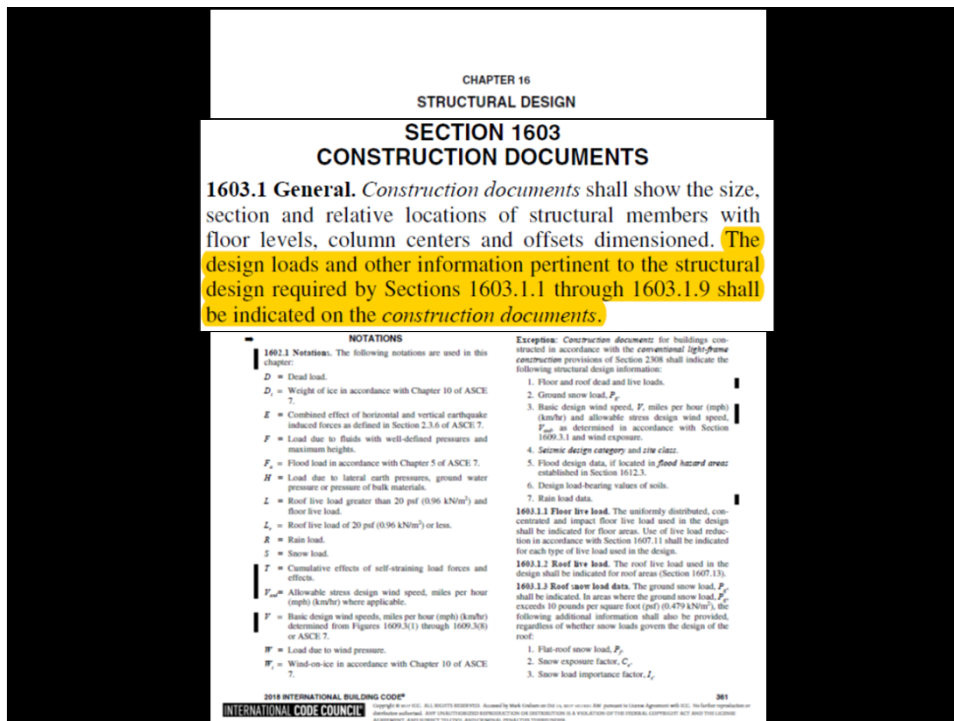 CHAPTER 16
STRUCTURAL DESIGN
SECTION 1603
CONSTRUCTION DOCUMENTS
1603.1 General. Construction documents shall show the size,
section and relative locations of structural members with
floor levels, column centers and offsets dimensioned. The
design loads and other information pertinent to the structural
design required by Sections 1603.1.1 through 1603.1.9 shall
be indicated on the construction documents.
NOTATIONS
1602.1 Notations. The following notations are used in this
chapter:
D = Dead load.
Di = Weight of ice in accordance with Chapter 10 of ASCE
7.
E = Combined effect of horizontal and vertical earthquake
induced forces as defined in Section 2.3.6 of ASCE 7.
F = Load due to fluids with well-defined pressures and
maximum heights.
Fa = Flood load in accordance with Chapter 5 of ASCE 7.
H = Load due to lateral earth pressures, ground water
pressure or pressure of bulk materials.
L = Roof live load greater than 20 psf (0.96 kN/m²) and
floor live load.
Lr = Roof live load of 20 psf (0.96 kN/m²) or less.
R = Rain load.
S = Snow load.
T = Cumulative effects of self-straining load forces and
effects.
Vasd = Allowable stress design wind speed, miles per hour
(mph) (km/hr) where applicable.
V = Basic design wind speeds, miles per hour (mph) (km/hr)
determined from Figures 1609.3(1) through 1609.3(8)
or ASCE 7.
W = Load due to wind pressure.
Wi = Wind-on-ice in accordance with Chapter 10 of ASCE
7.
Exception: Construction documents for buildings con-
structed in accordance with the conventional light-frame
construction provisions of Section 2308 shall indicate the
following structural design information:
1. Floor and roof dead and live loads.
2. Ground snow load, Pg.
3. Basic design wind speed, V, miles per hour (mph)
(km/hr) and allowable stress design wind speed,
Vasd, as determined in accordance with Section
1609.3.1 and wind exposure.
4. Seismic design category and site class.
5. Flood design data, if located in flood hazard areas
established in Section 1612.3.
6. Design load-bearing values of soils.
7. Rain load data.
1603.1.1 Floor live load. The uniformly distributed, con-
centrated and impact floor live load used in the design
shall be indicated for floor areas. Use of live load reduc-
tion in accordance with Section 1607.11 shall be indicated
for each type of live load used in the design.
1603.1.2 Roof live load. The roof live load used in the
design shall be indicated for roof areas (Section 1607.13).
1603.1.3 Roof snow load data. The ground snow load, Pg,
shall be indicated. In areas where the ground snow load, Pg,
exceeds 10 pounds per square foot (psf) (0.479 kN/m²), the
following additional information shall also be provided,
regardless of whether snow loads govern the design of the
roof:
1. Flat-roof snow load, Pf.
2. Snow exposure factor, Ce.
3. Snow load importance factor, Is.
2018 INTERNATIONAL BUILDING CODE®
361
INTERNATIONAL CODE COUNCIL®